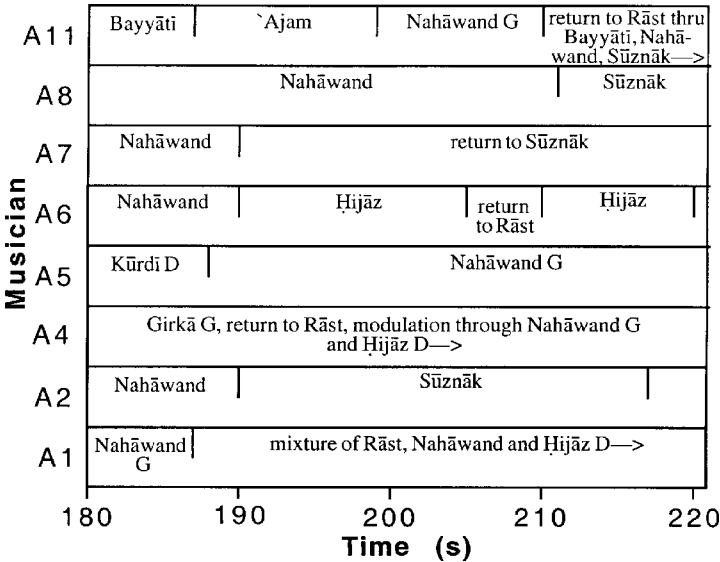 A11
Bayyāti
`Ajam
Nahāwand G
return to Rāst thru
Bayyāti, Nahā-
wand, Sūznāk—>
A8
Nahāwand
Sūznāk
A7
Nahāwand
return to Sūznāk
A6
Nahāwand
Ḥijāz
return
to Rāst
Ḥijāz
A5
Kūrdī D
Nahāwand G
A4
Girkā G, return to Rāst, modulation through Nahāwand G
and Ḥijāz D—>
A2
Nahāwand
Sūznāk
A1
Nahāwand
G
mixture of Rāst, Nahāwand and Ḥijāz D—>
Musician
180 190 200 210 220
Time (s)